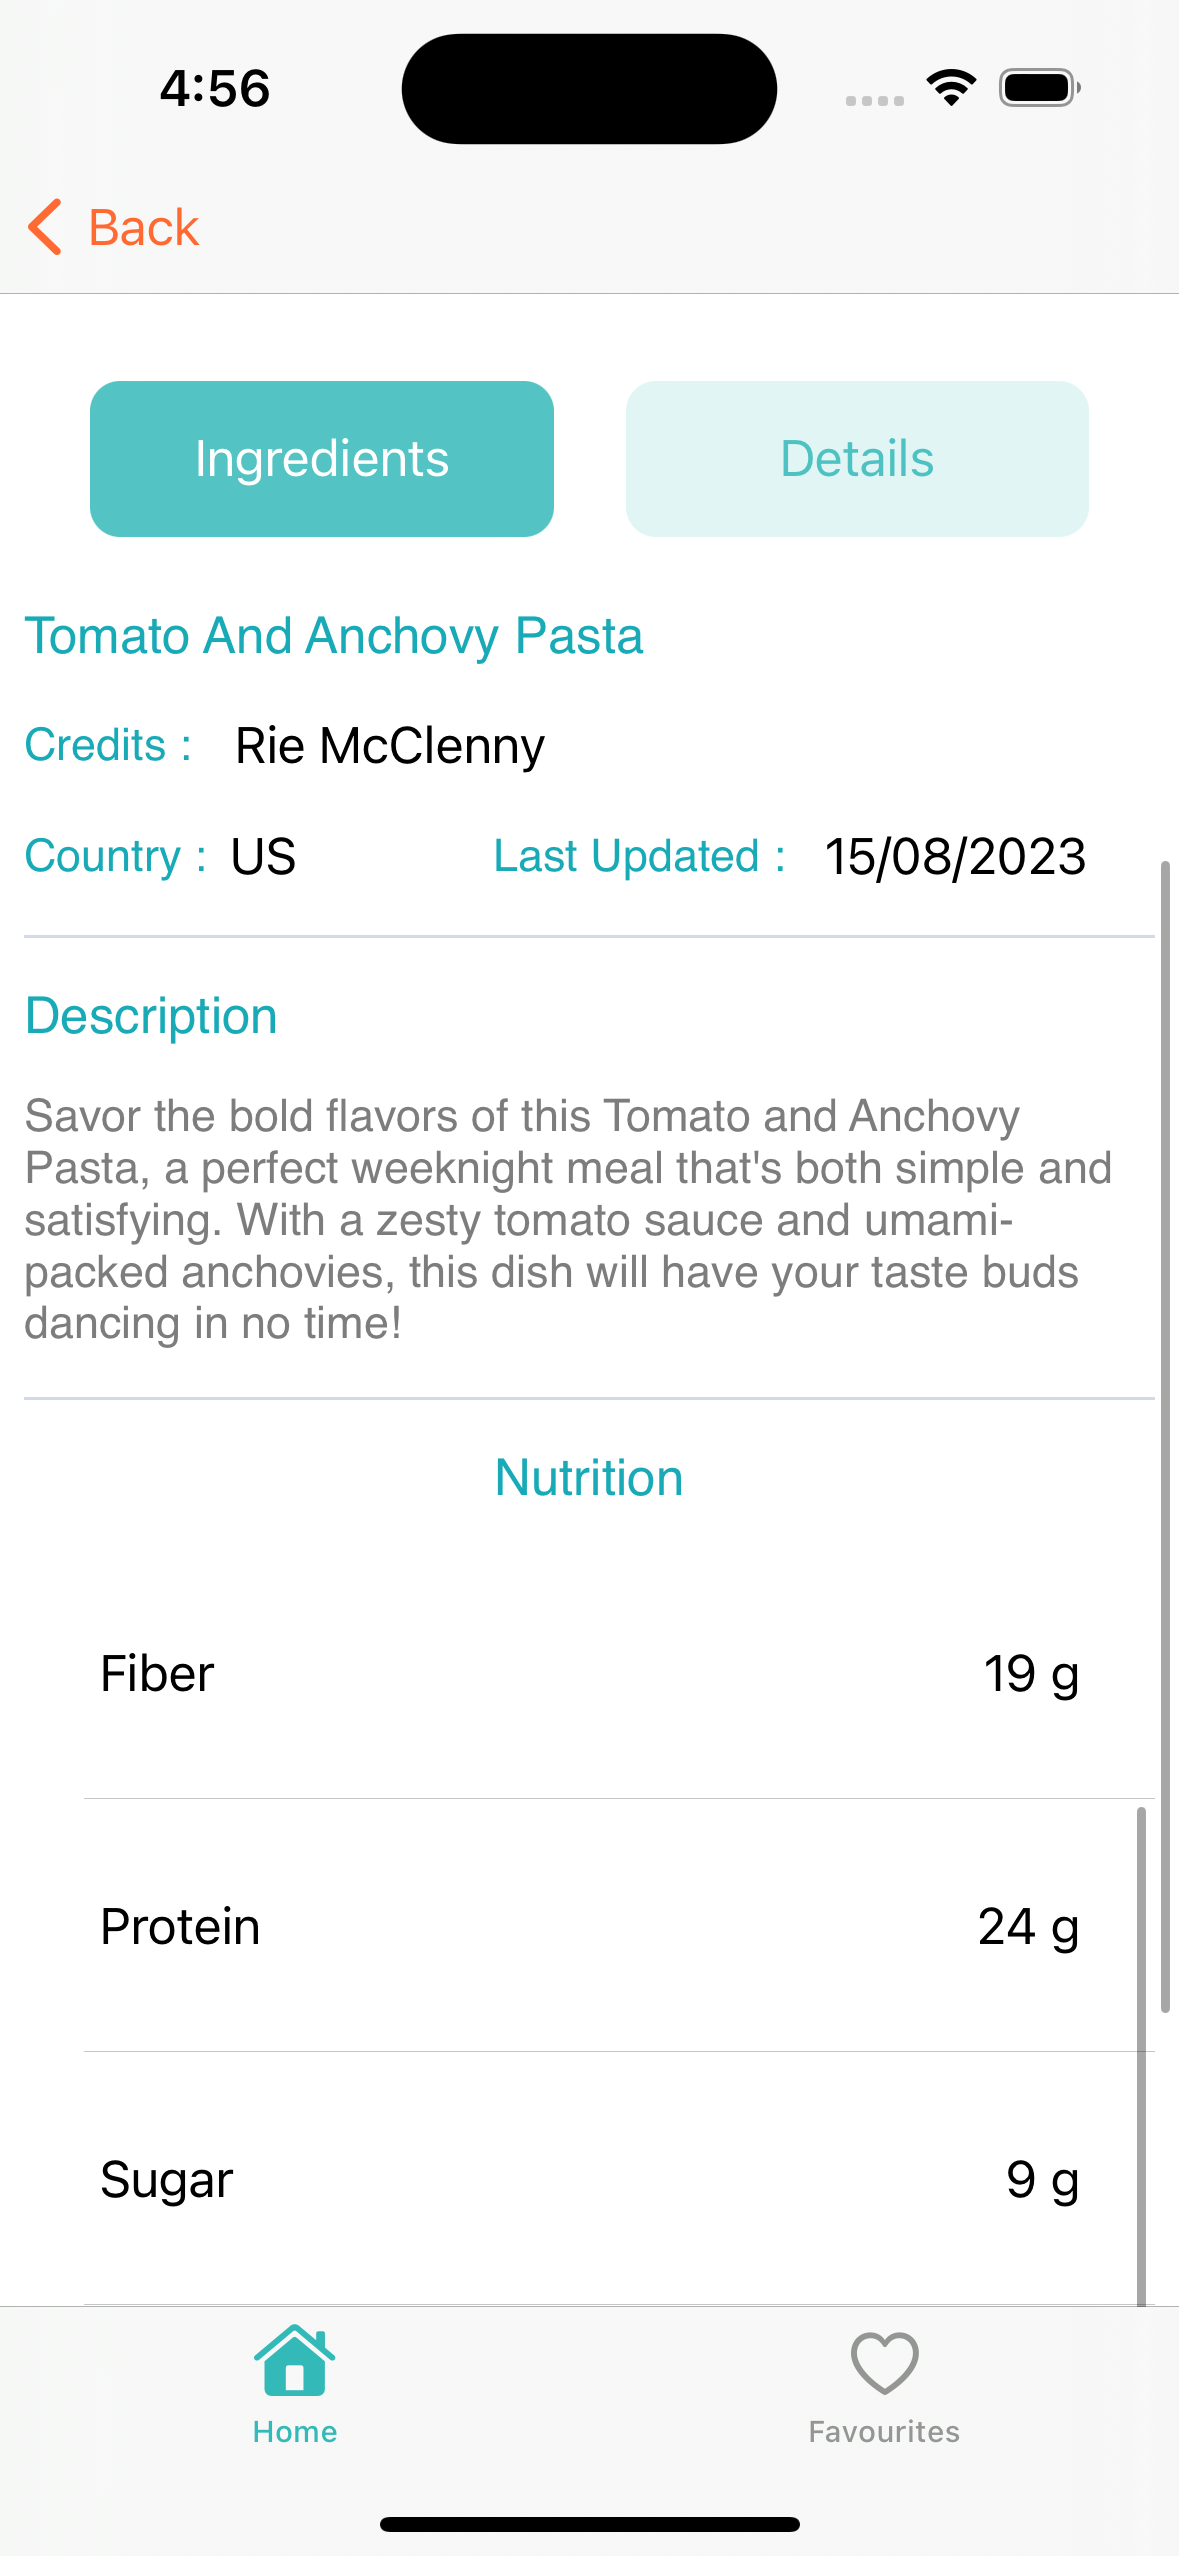 4:56
Back
Ingredients
Details
Tomato And Anchovy Pasta
Credits : Rie McClenny
Country : US Last Updated : 15/08/2023
Description
Savor the bold flavors of this Tomato and Anchovy
Pasta, a perfect weeknight meal that's both simple and
satisfying. With a zesty tomato sauce and umami-
packed anchovies, this dish will have your taste buds
dancing in no time!
Nutrition
Fiber 19 g
Protein 24 g
Sugar 9 g
Home
Favourites